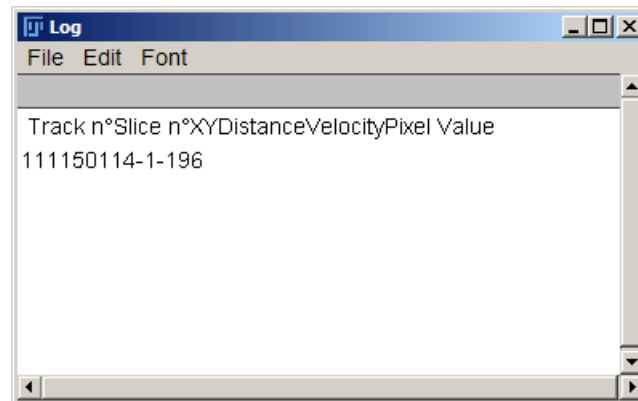 Log
File Edit Font
Track n°Slice n°XYDistanceVelocityPixel Value
111150114-1-196